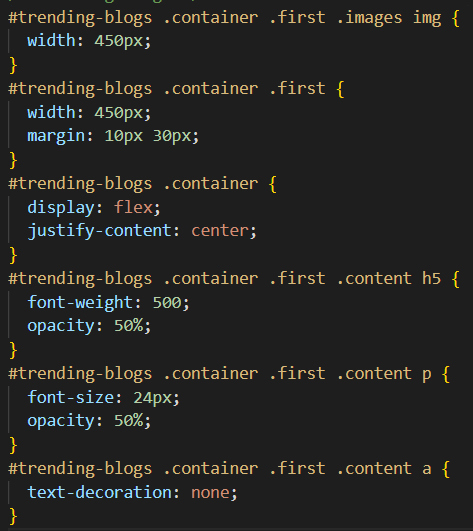 #trending-blogs .container .first .images img {
  width: 450px;
}
#trending-blogs .container .first {
  width: 450px;
  margin: 10px 30px;
}
#trending-blogs .container {
  display: flex;
  justify-content: center;
}
#trending-blogs .container .first .content h5 {
  font-weight: 500;
  opacity: 50%;
}
#trending-blogs .container .first .content p {
  font-size: 24px;
  opacity: 50%;
}
#trending-blogs .container .first .content a {
  text-decoration: none;
}